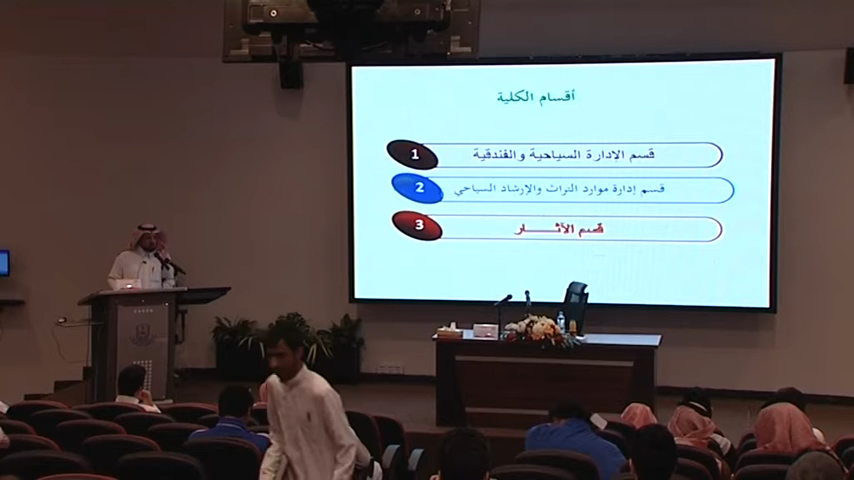 أقسام الكلية
1 قسم الادارة السياحية والفندقية
2 قسم إدارة موارد التراث والإرشاد السياحي
3 قسم الآثـــــار